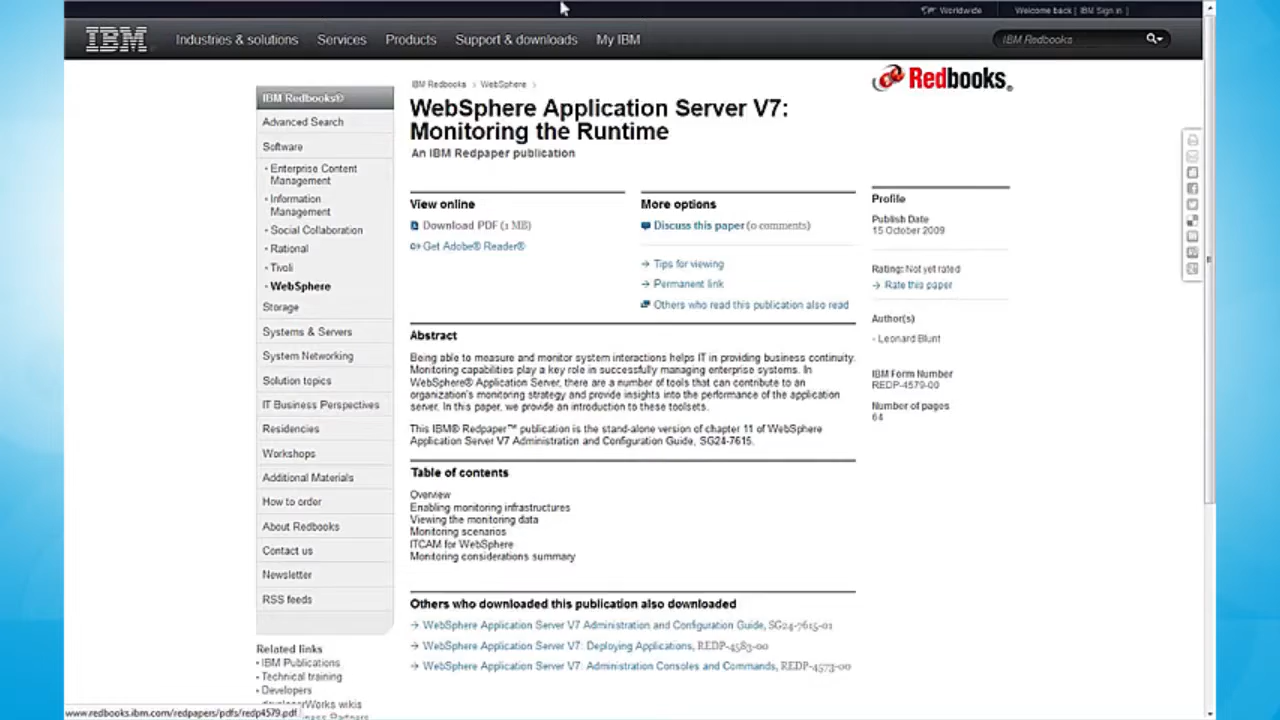 Worldwide
Welcome back | IBM Sign in |
IBM
Industries & solutions
Services
Products
Support & downloads
My IBM
IBM Redbooks
IBM Redbooks®
Advanced Search
Software
• Enterprise Content
Management
• Information
Management
• Social Collaboration
• Rational
• Tivoli
• WebSphere
Storage
Systems & Servers
System Networking
Solution topics
IT Business Perspectives
Residencies
Workshops
Additional Materials
How to order
About Redbooks
Contact us
Newsletter
RSS feeds
Related links
• IBM Publications
• Technical training
• Developers
developerWorks wikis
Business Partners
IBM Redbooks > WebSphere >
WebSphere Application Server V7:
Monitoring the Runtime
An IBM Redpaper publication
Redbooks®
View online
Download PDF (1 MB)
Get Adobe® Reader®
More options
Discuss this paper (0 comments)
Tips for viewing
Permanent link
Others who read this publication also read
Profile
Publish Date
15 October 2009
Rating: Not yet rated
Rate this paper
Author(s)
- Leonard Blunt
IBM Form Number
REDP-4579-00
Number of pages
64
Abstract
Being able to measure and monitor system interactions helps IT in providing business continuity.
Monitoring capabilities play a key role in successfully managing enterprise systems. In
WebSphere® Application Server, there are a number of tools that can contribute to an
organization's monitoring strategy and provide insights into the performance of the application
server. In this paper, we provide an introduction to these toolsets.
This IBM® Redpaper™ publication is the stand-alone version of chapter 11 of WebSphere
Application Server V7 Administration and Configuration Guide, SG24-7615.
Table of contents
Overview
Enabling monitoring infrastructures
Viewing the monitoring data
Monitoring scenarios
ITCAM for WebSphere
Monitoring considerations summary
Others who downloaded this publication also downloaded
WebSphere Application Server V7 Administration and Configuration Guide, SG24-7615-01
WebSphere Application Server V7: Deploying Applications, REDP-4583-00
WebSphere Application Server V7: Administration Consoles and Commands, REDP-4573-00
www.redbooks.ibm.com/redpapers/pdfs/redp4579.pdf